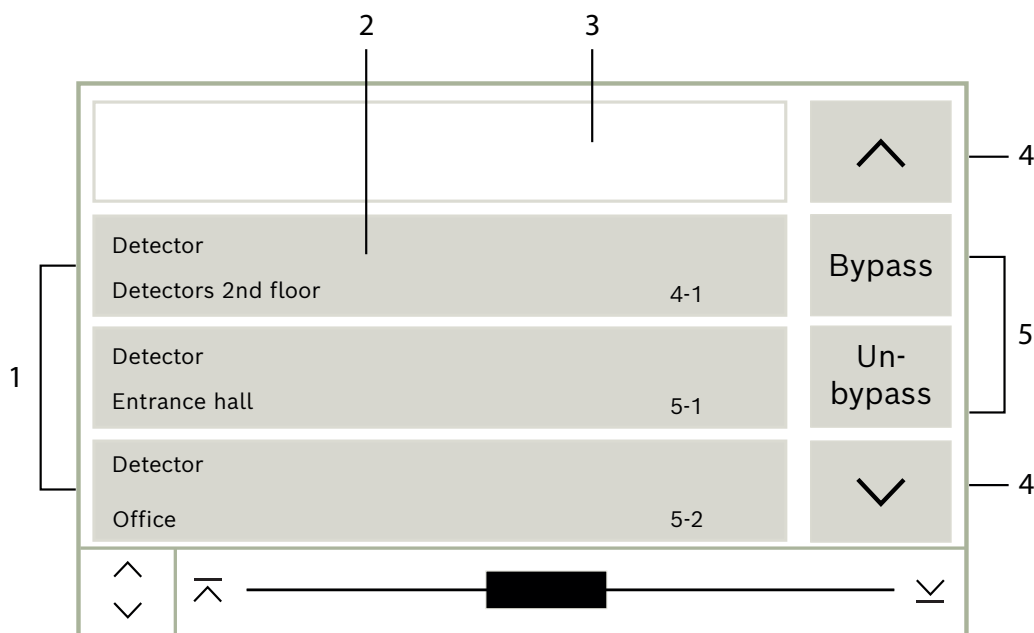 2
3
4
Detector
Bypass
Detectors 2nd floor
4-1
5
1
Detector
Un-
bypass
Entrance hall
5-1
Detector
4
Office
5-2